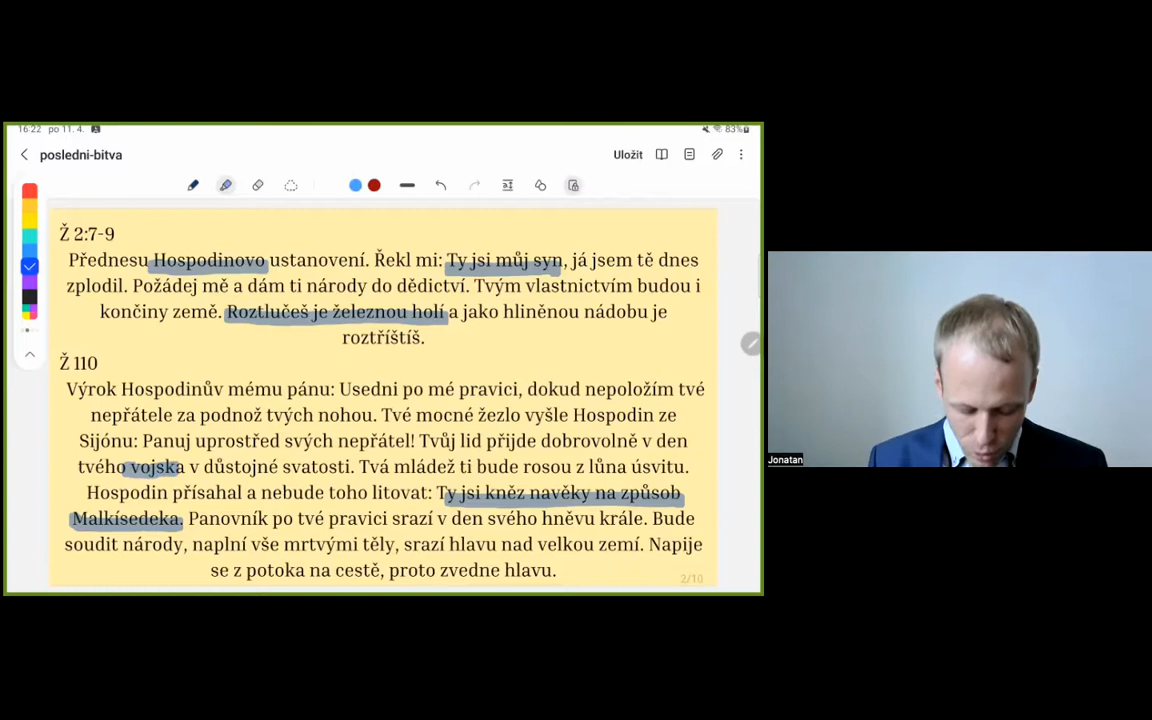 16:22 po 11. 4. 83%
posledni-bitva Uložit
Ž 2:7-9
Přednesu Hospodinovo ustanovení. Řekl mi: Ty jsi můj syn, já jsem tě dnes
zplodil. Požádej mě a dám ti národy do dědictví. Tvým vlastnictvím budou i
končiny země. Roztlučeš je železnou holí a jako hliněnou nádobu je
roztříštíš.
Ž 110
Výrok Hospodinův mému pánu: Usedni po mé pravici, dokud nepoložím tvé
nepřátele za podnož tvých nohou. Tvé mocné žezlo vyšle Hospodin ze
Sijónu: Panuj uprostřed svých nepřátel! Tvůj lid přijde dobrovolně v den
tvého vojska v důstojné svatosti. Tvá mládež ti bude rosou z lůna úsvitu.
Hospodin přísahal a nebude toho litovat: Ty jsi kněz navěky na způsob
Malkísedeka. Panovník po tvé pravici srazí v den svého hněvu krále. Bude
soudit národy, naplní vše mrtvými těly, srazí hlavu nad velkou zemí. Napije
se z potoka na cestě, proto zvedne hlavu.
2/10
Jonatan